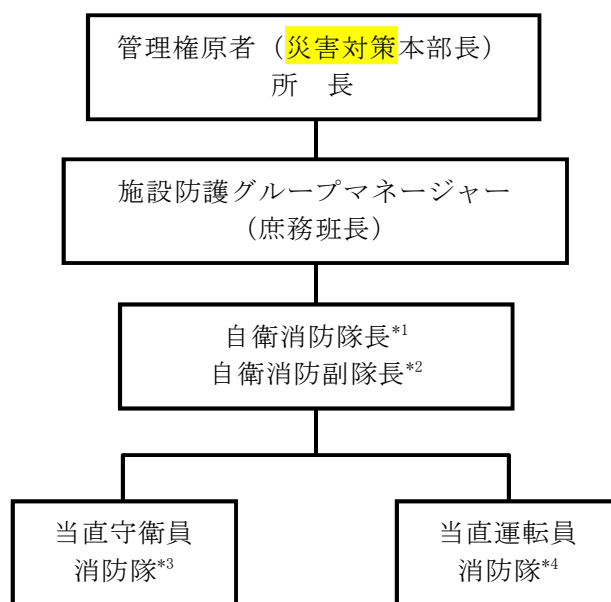 管理権原者（災害対策本部長）
所　長
施設防護グループマネージャー
（庶務班長）
自衛消防隊長*1
自衛消防副隊長*2
当直守衛員
消防隊*3
当直運転員
消防隊*4